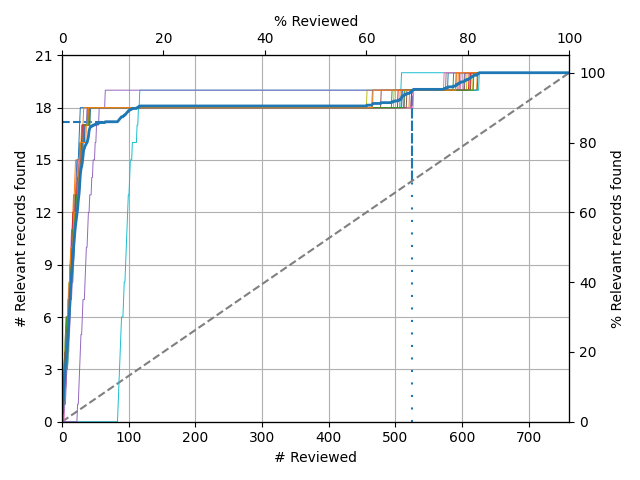 % Reviewed
0 20 40 60 80 100
21
18
15
12
9
6
3
0
# Relevant records found
100
80
60
40
20
0
% Relevant records found
0 100 200 300 400 500 600 700
# Reviewed